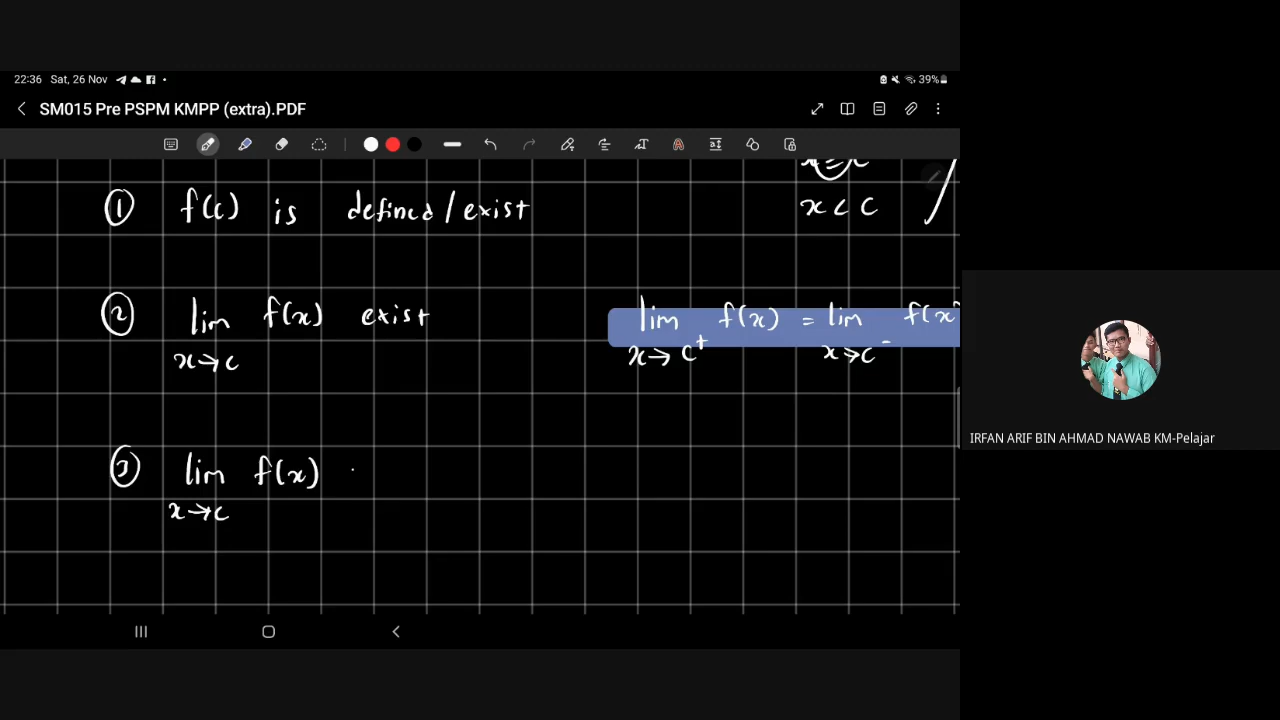 22:36 Sat, 26 Nov 39%
SM015 Pre PSPM KMPP (extra).PDF
① f(c) is defined / exist
x < c
② lim f(x) exist
x → c
lim f(x) = lim f(x)
x → c⁺ x → c⁻
③ lim f(x)
x → c
IRFAN ARIF BIN AHMAD NAWAB KM-Pelajar